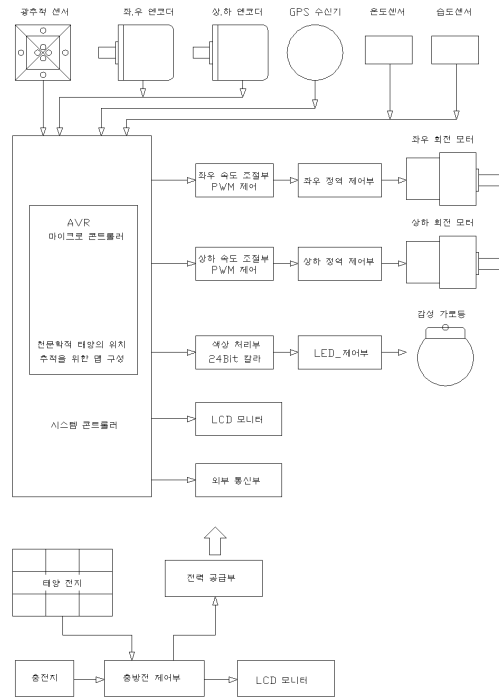 광추적 센서
좌,우 엔코더
상,하 엔코더
GPS 수신기
온도센서
습도센서
좌우 회전 모터
좌우 속도 조절부
PWM 제어
좌우 정역 제어부
AVR
마이크로 콘트롤러
상하 회전 모터
상하 속도 조절부
PWM 제어
상하 정역 제어부
감성 가로등
천문학적 태양의 위치
추적을 위한 맵 구성
색상 처리부
24Bit 칼라
LED_제어부
시스템 콘트롤러
LCD 모니터
외부 통신부
태양 전지
전력 공급부
충전지
충방전 제어부
LCD 모니터